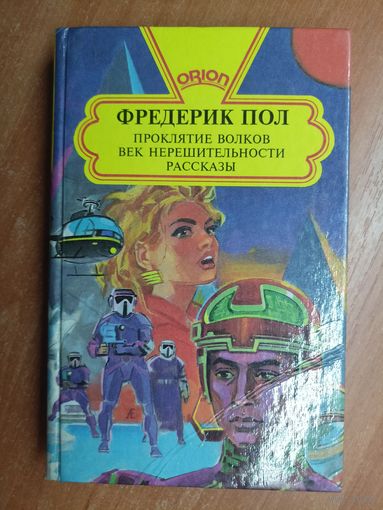 ORION
ФРЕДЕРИК ПОЛ
ПРОКЛЯТИЕ ВОЛКОВ
ВЕК НЕРЕШИТЕЛЬНОСТИ
РАССКАЗЫ